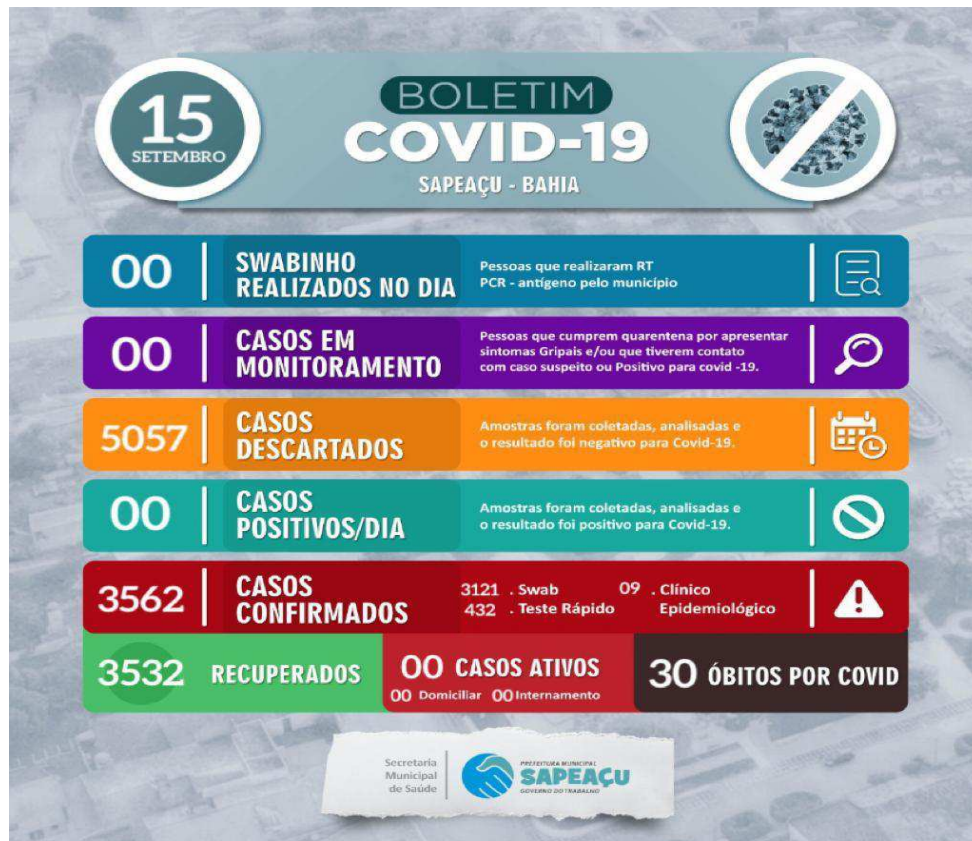 15
SETEMBRO
BOLETIM
COVID-19
SAPEAÇU - BAHIA
00
SWABINHO
REALIZADOS NO DIA
Pessoas que realizaram RT
PCR - antígeno pelo município
00
CASOS EM
MONITORAMENTO
Pessoas que cumprem quarentena por apresentar
sintomas Gripais e/ou que tiverem contato
com caso suspeito ou Positivo para covid -19.
5057
CASOS
DESCARTADOS
Amostras foram coletadas, analisadas e
o resultado foi negativo para Covid-19.
00
CASOS
POSITIVOS/DIA
Amostras foram coletadas, analisadas e
o resultado foi positivo para Covid-19.
3562
CASOS
CONFIRMADOS
3121 . Swab
432 . Teste Rápido
09 . Clínico
Epidemiológico
3532 RECUPERADOS
00 CASOS ATIVOS
00 Domiciliar 00 Internamento
30 ÓBITOS POR COVID
Secretaria
Municipal
de Saúde
PREFEITURA MUNICIPAL
SAPEAÇU
GOVERNO DO TRABALHO